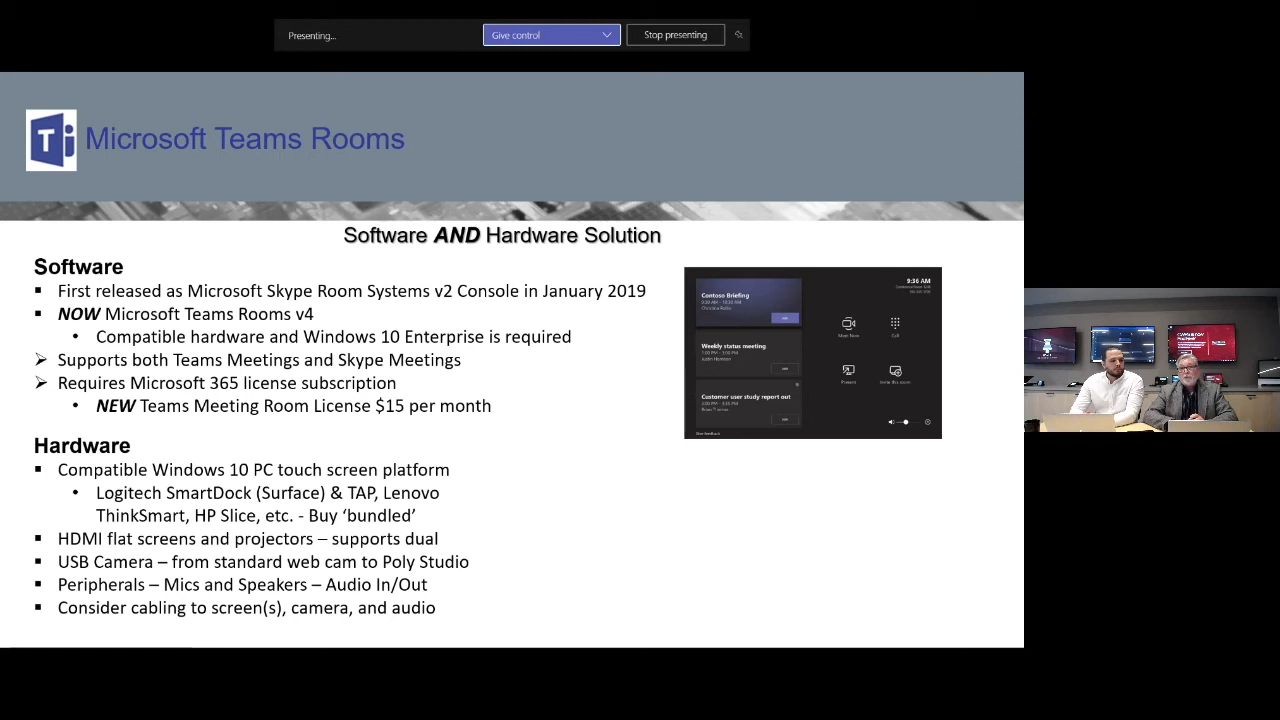 Presenting...
Give control
Stop presenting
Microsoft Teams Rooms
Software AND Hardware Solution
Software
▪ First released as Microsoft Skype Room Systems v2 Console in January 2019
▪ NOW Microsoft Teams Rooms v4
• Compatible hardware and Windows 10 Enterprise is required
➢ Supports both Teams Meetings and Skype Meetings
➢ Requires Microsoft 365 license subscription
• NEW Teams Meeting Room License $15 per month
Hardware
▪ Compatible Windows 10 PC touch screen platform
• Logitech SmartDock (Surface) & TAP, Lenovo
ThinkSmart, HP Slice, etc. - Buy ‘bundled’
▪ HDMI flat screens and projectors – supports dual
▪ USB Camera – from standard web cam to Poly Studio
▪ Peripherals – Mics and Speakers – Audio In/Out
▪ Consider cabling to screen(s), camera, and audio
9:36 AM
Contoso Briefing
Weekly status meeting
Customer user study report out
Meet Now
Call
Present